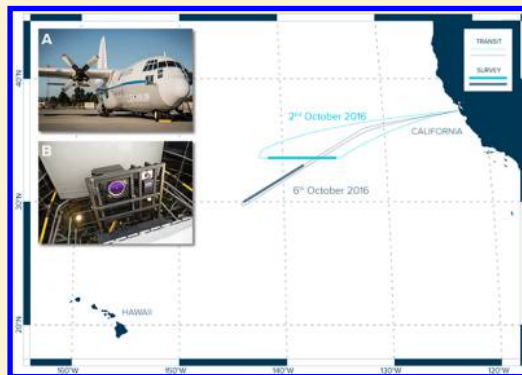 A
B
TRANSIT
SURVEY
40°N
2nd October 2016
CALIFORNIA
30°N
6th October 2016
HAWAII
20°N
160°W
150°W
140°W
130°W
120°W